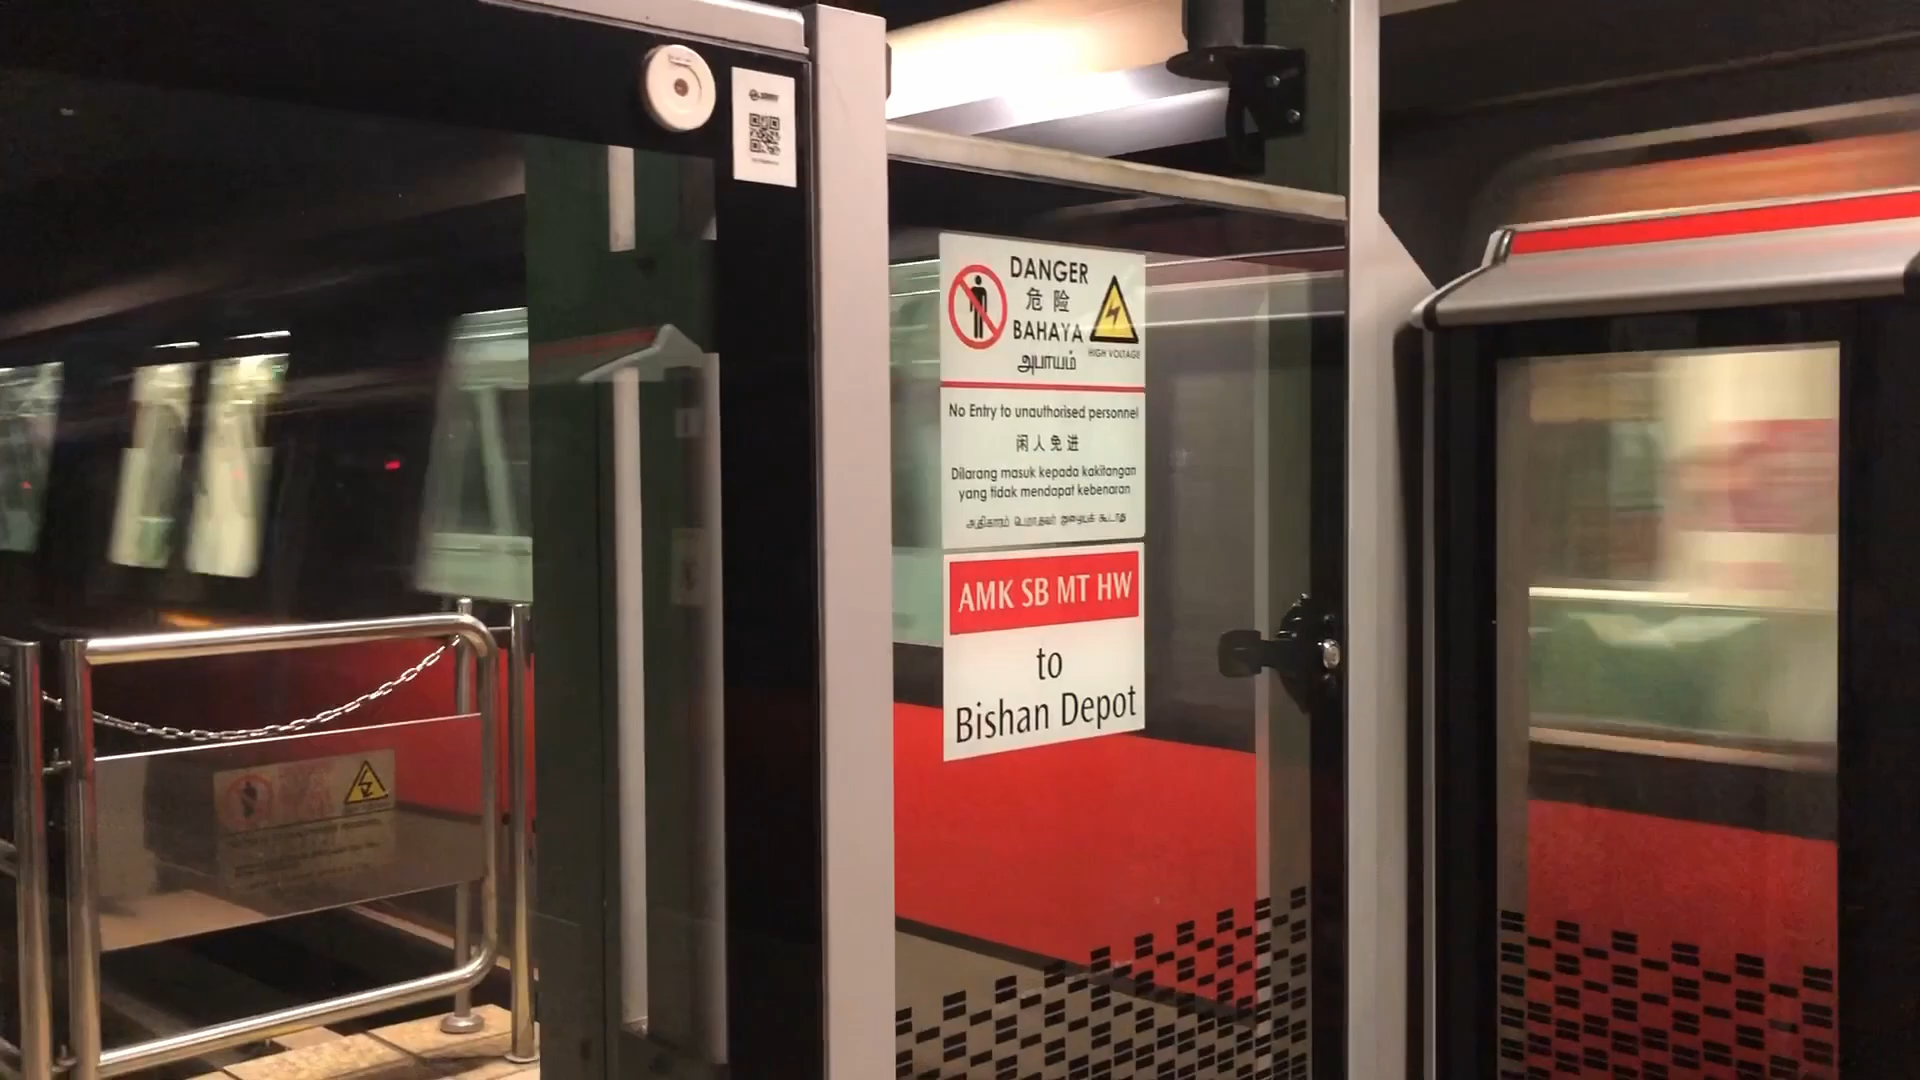 DANGER
危险
BAHAYA
அபாயம்
HIGH VOLTAGE
No Entry to unauthorised personnel
闲人免进
Dilarang masuk kepada kakitangan
yang tidak mendapat kebenaran
AMK SB MT HW
to
Bishan Depot